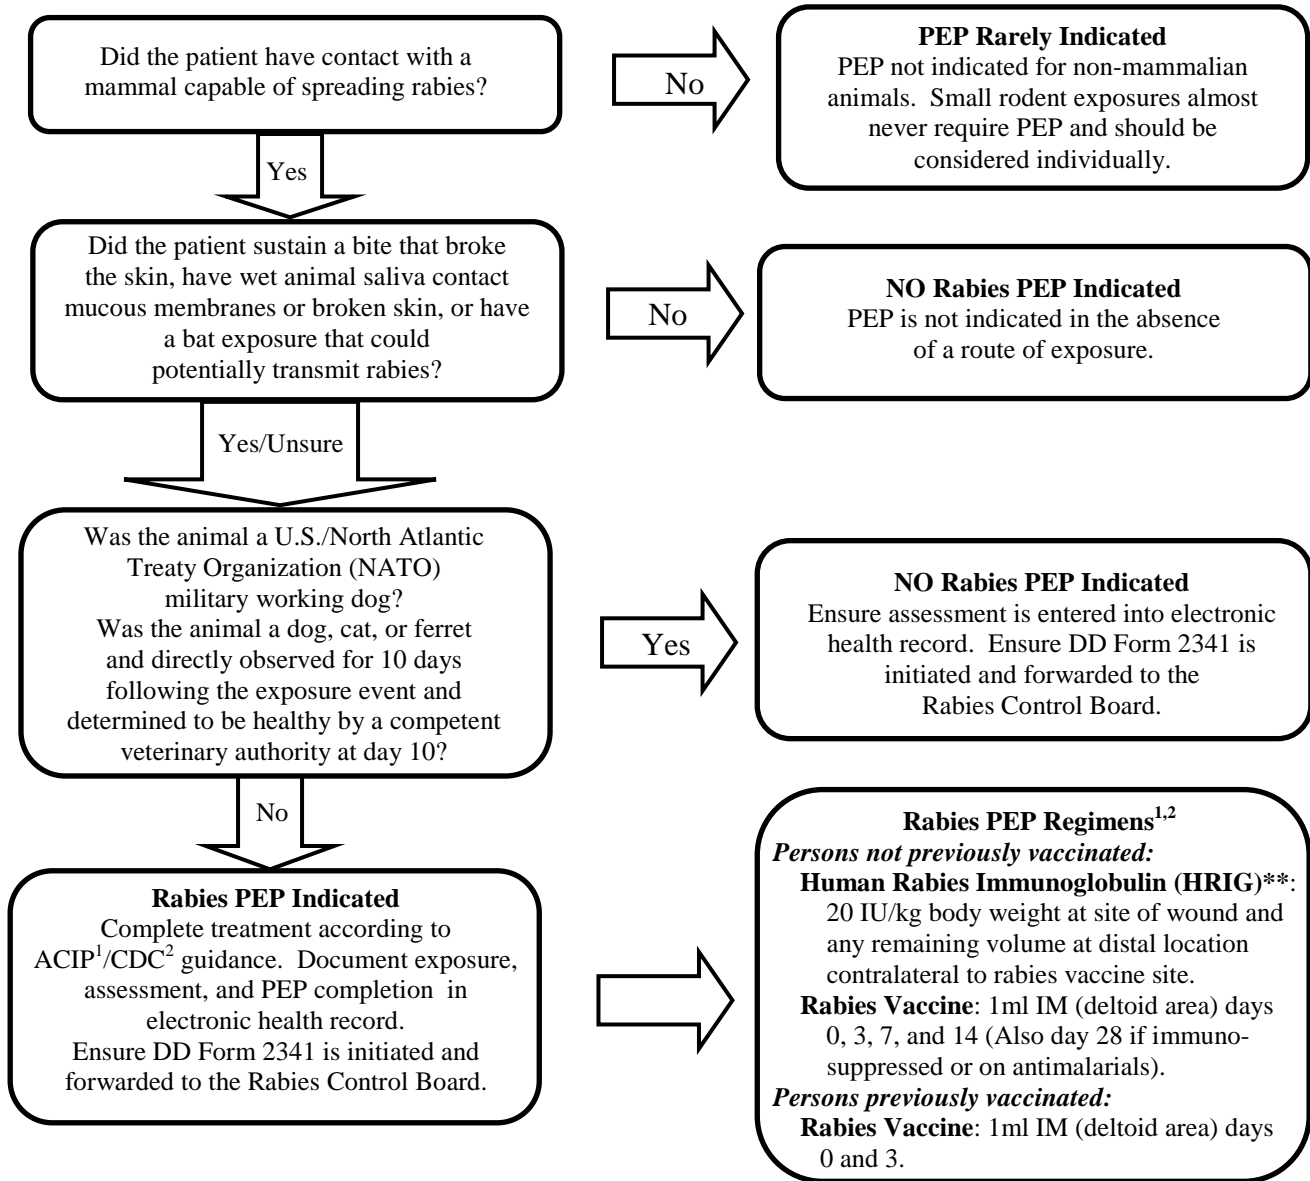 Did the patient have contact with a
mammal capable of spreading rabies?
No
PEP Rarely Indicated
PEP not indicated for non-mammalian
animals. Small rodent exposures almost
never require PEP and should be
considered individually.
Yes
Did the patient sustain a bite that broke
the skin, have wet animal saliva contact
mucous membranes or broken skin, or have
a bat exposure that could
potentially transmit rabies?
No
NO Rabies PEP Indicated
PEP is not indicated in the absence
of a route of exposure.
Yes/Unsure
Was the animal a U.S./North Atlantic
Treaty Organization (NATO)
military working dog?
Was the animal a dog, cat, or ferret
and directly observed for 10 days
following the exposure event and
determined to be healthy by a competent
veterinary authority at day 10?
Yes
NO Rabies PEP Indicated
Ensure assessment is entered into electronic
health record. Ensure DD Form 2341 is
initiated and forwarded to the
Rabies Control Board.
No
Rabies PEP Indicated
Complete treatment according to
ACIP1/CDC2 guidance. Document exposure,
assessment, and PEP completion in
electronic health record.
Ensure DD Form 2341 is initiated and
forwarded to the Rabies Control Board.
Rabies PEP Regimens1,2
Persons not previously vaccinated:
Human Rabies Immunoglobulin (HRIG)**:
20 IU/kg body weight at site of wound and
any remaining volume at distal location
contralateral to rabies vaccine site.
Rabies Vaccine: 1ml IM (deltoid area) days
0, 3, 7, and 14 (Also day 28 if immuno-
suppressed or on antimalarials).
Persons previously vaccinated:
Rabies Vaccine: 1ml IM (deltoid area) days
0 and 3.